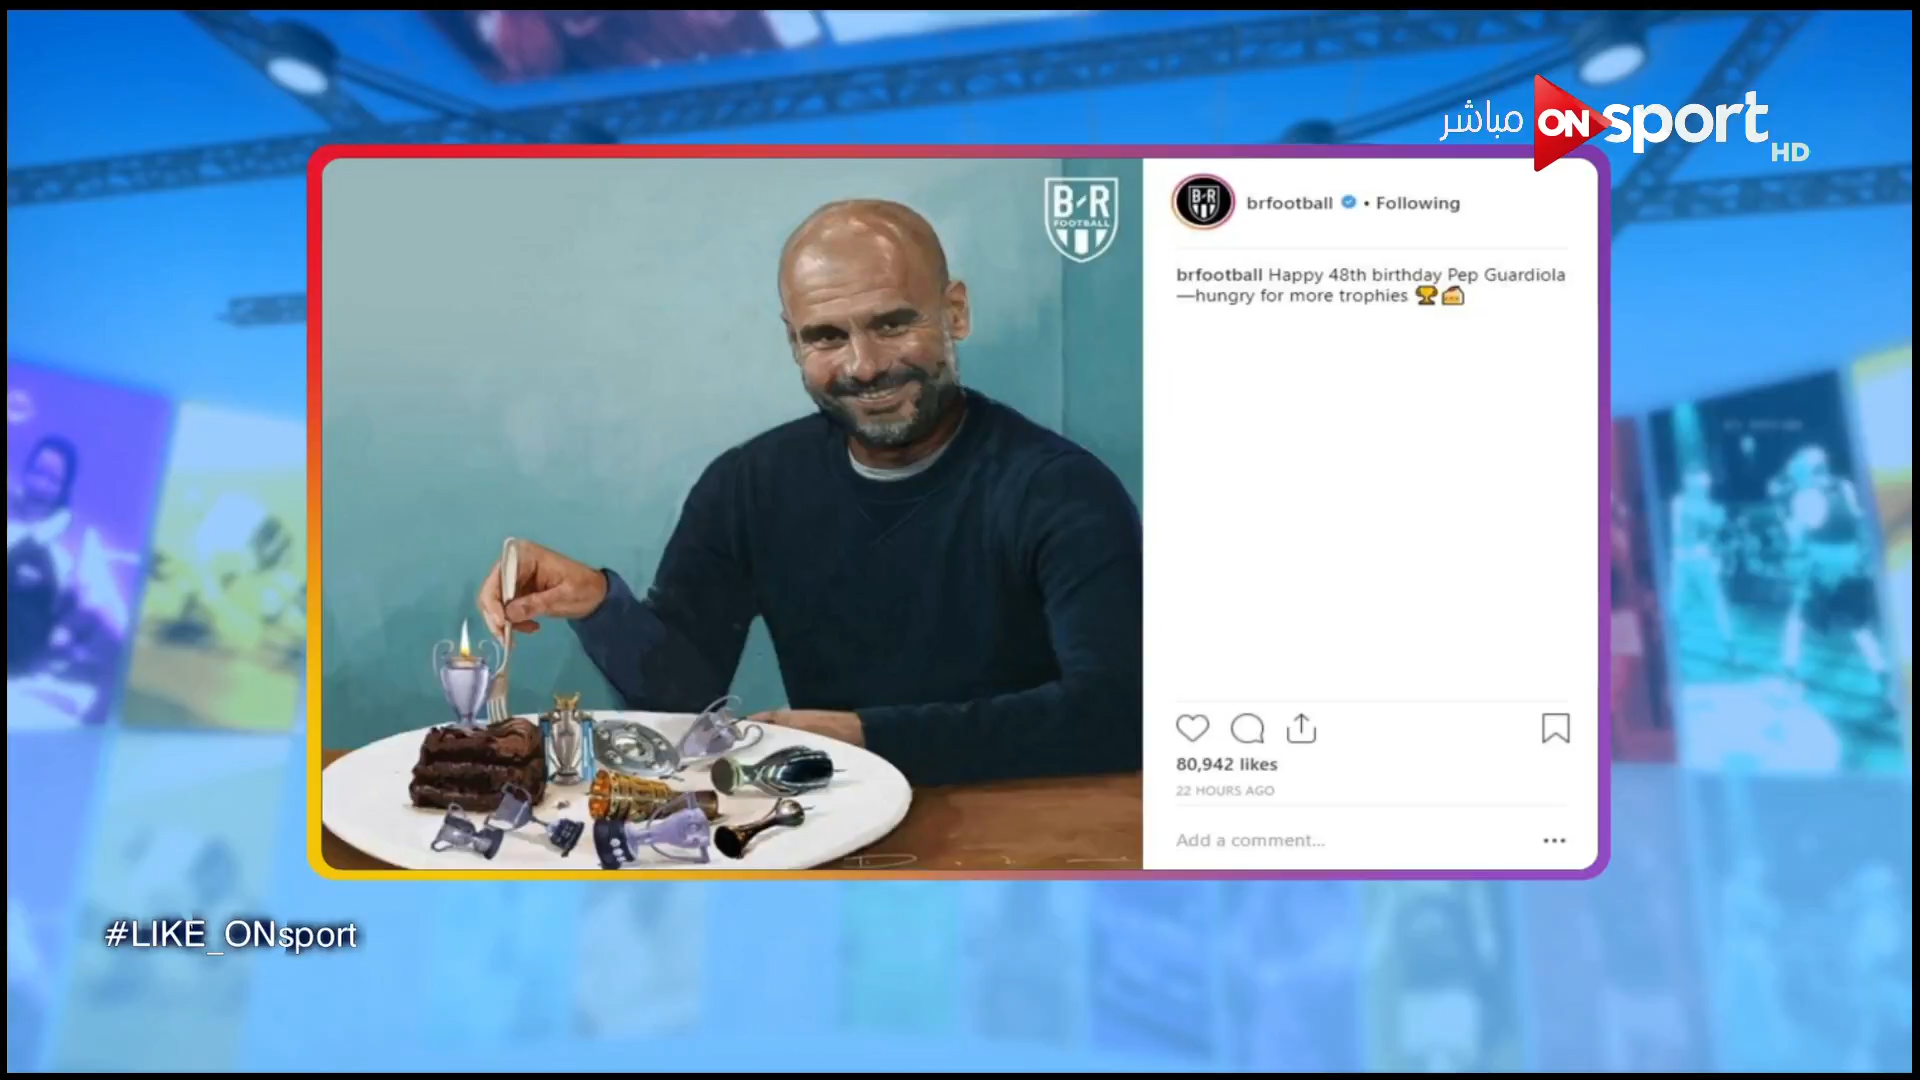 مباشر ON sport HD
B/R
FOOTBALL
brfootball • Following
brfootball Happy 48th birthday Pep Guardiola
—hungry for more trophies 🏆🍰
80,942 likes
22 HOURS AGO
Add a comment...
#LIKE_ONsport